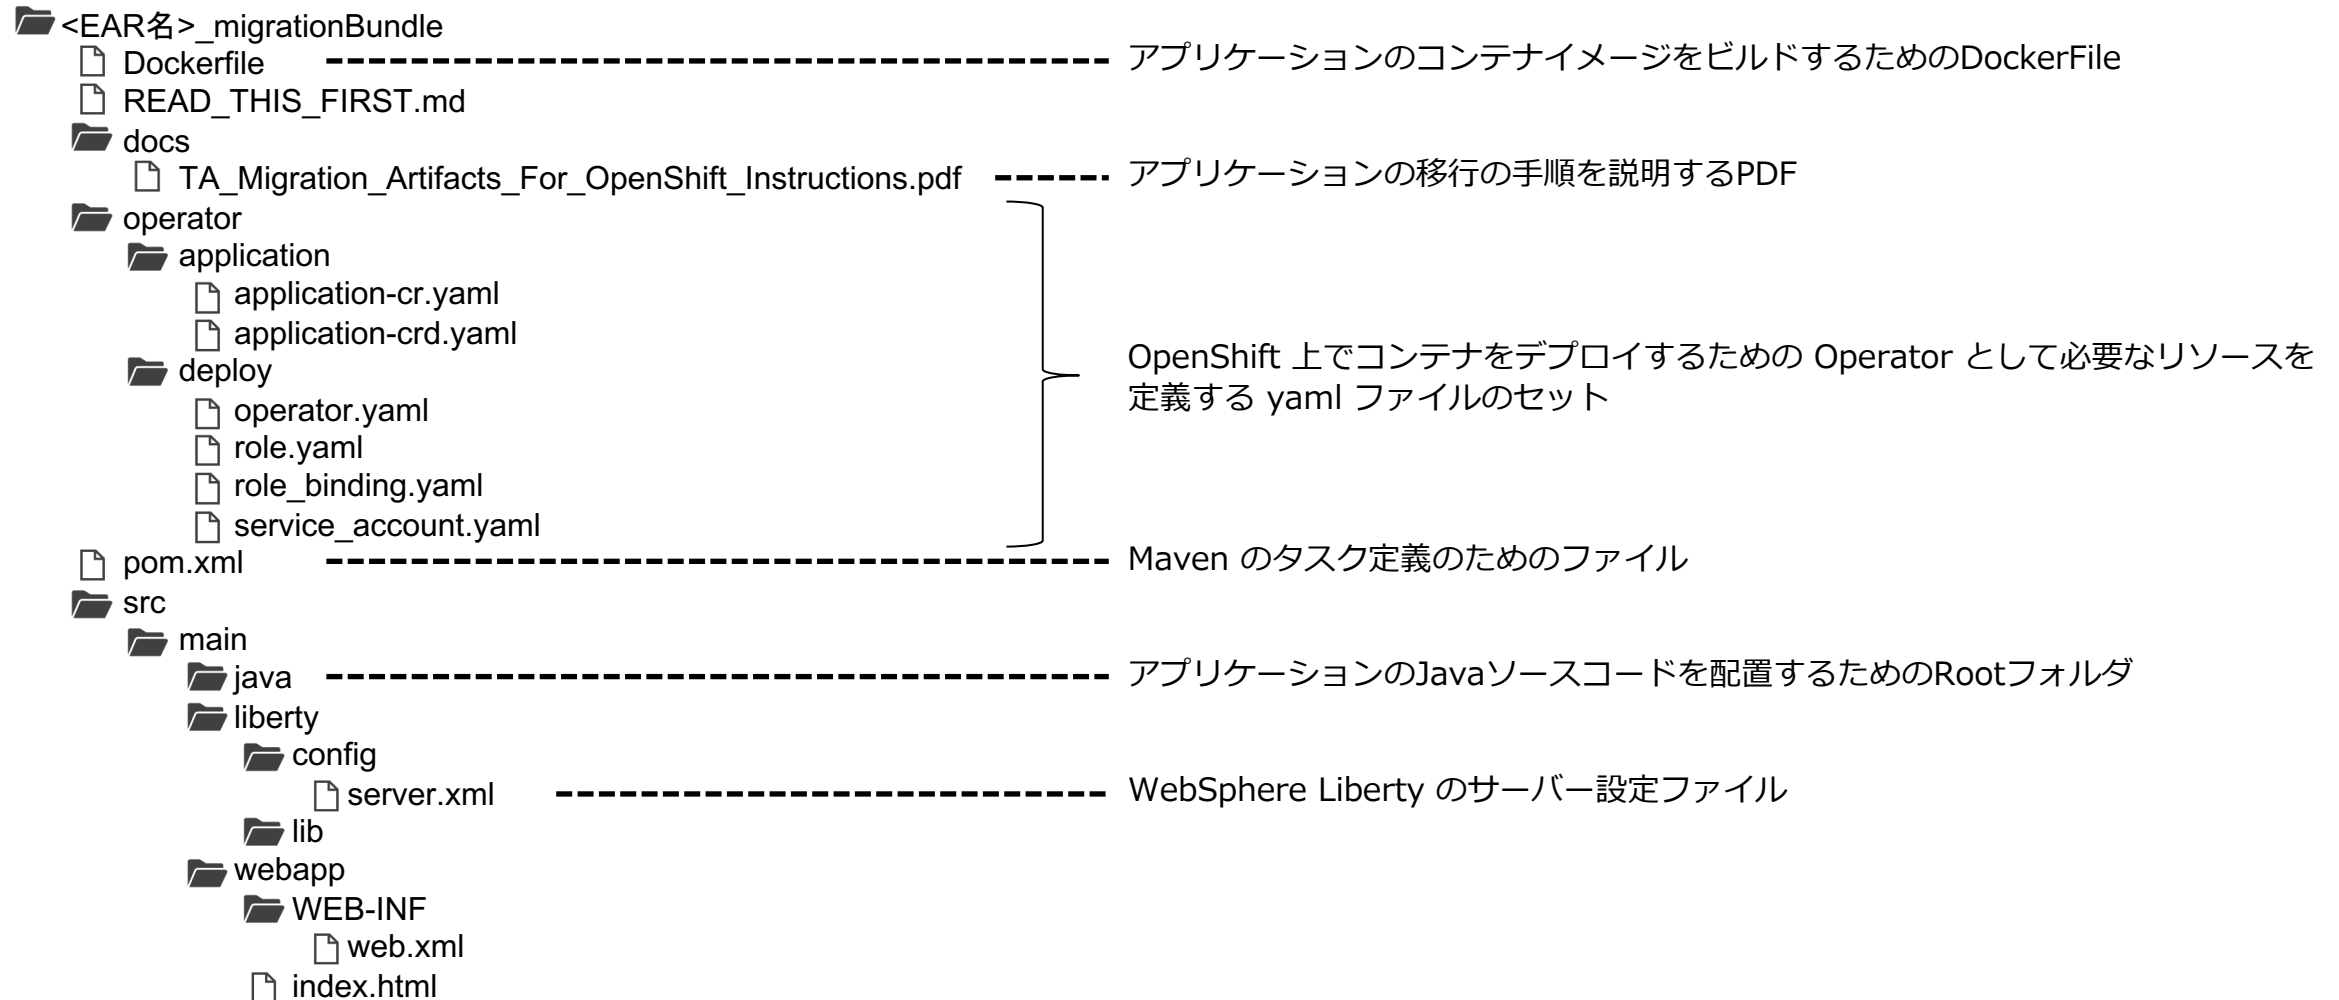 <EAR名>_migrationBundle
Dockerfile アプリケーションのコンテナイメージをビルドするためのDockerFile
READ_THIS_FIRST.md
docs
TA_Migration_Artifacts_For_OpenShift_Instructions.pdf アプリケーションの移行の手順を説明するPDF
operator
application
application-cr.yaml
application-crd.yaml
deploy
operator.yaml
role.yaml
role_binding.yaml
service_account.yaml
OpenShift 上でコンテナをデプロイするための Operator として必要なリソースを
定義する yaml ファイルのセット
pom.xml Maven のタスク定義のためのファイル
src
main
java アプリケーションのJavaソースコードを配置するためのRootフォルダ
liberty
config
server.xml WebSphere Liberty のサーバー設定ファイル
lib
webapp
WEB-INF
web.xml
index.html